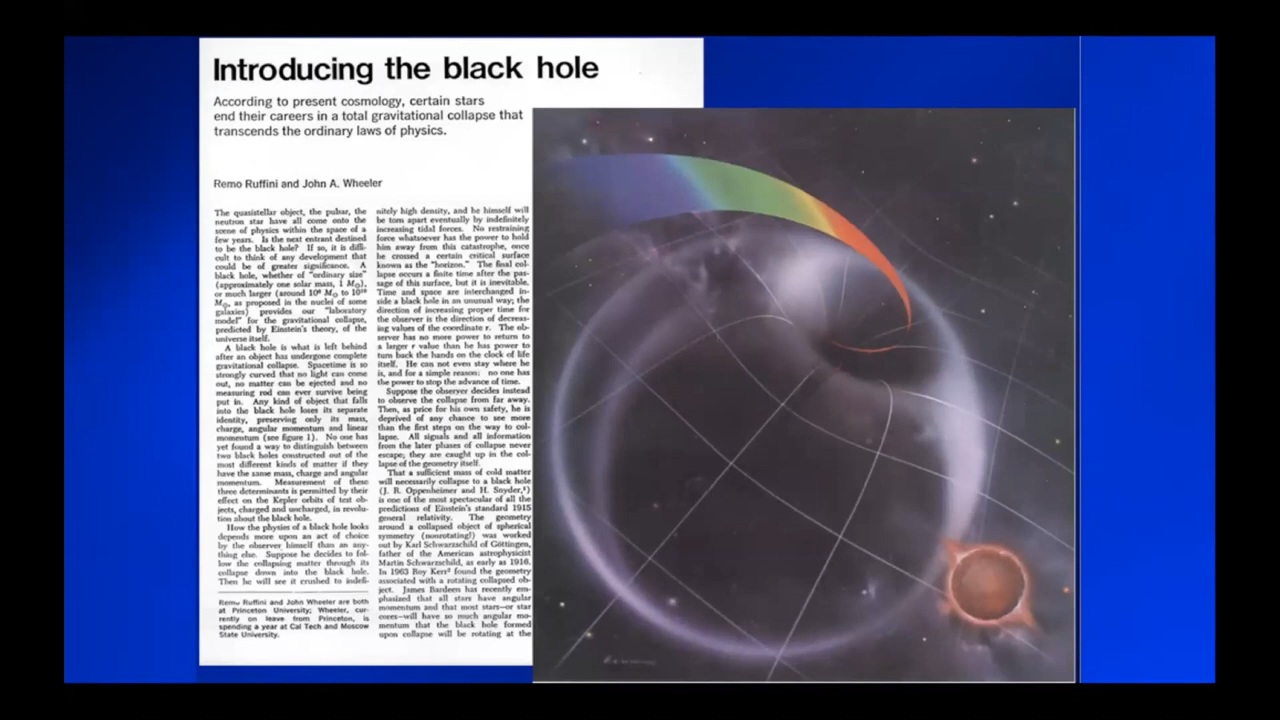 Introducing the black hole
According to present cosmology, certain stars
end their careers in a total gravitational collapse that
transcends the ordinary laws of physics.
Remo Ruffini and John A. Wheeler
The quasistellar object, the pulsar, the
neutron star have all come onto the
scene of physics within the space of a
few years. Is the next entrant destined
to be the black hole? If so, it is diffi-
cult to think of any development that
could be of greater significance. A
black hole, whether of "ordinary size"
(approximately one solar mass, 1 M⊙),
or much larger (around 10⁶ M⊙ to 10¹⁰
M⊙, as proposed in the nuclei of some
galaxies) provides our "laboratory
model" for the gravitational collapse,
predicted by Einstein's theory, of the
universe itself.
A black hole is what is left behind
after an object has undergone complete
gravitational collapse. Spacetime is so
strongly curved that no light can come
out, no matter can be ejected and no
measuring rod can ever survive being
put in. Any kind of object that falls
into the black hole loses its separate
identity, preserving only its mass,
charge, angular momentum and linear
momentum (see figure 1). No one has
yet found a way to distinguish between
two black holes constructed out of the
most different kinds of matter if they
have the same mass, charge and angular
momentum. Measurement of these
three determinants is permitted by their
effect on the Kepler orbits of test ob-
jects, charged and uncharged, in revolu-
tion about the black hole.
How the physics of a black hole looks
depends more upon an act of choice
by the observer himself than on any-
thing else. Suppose he decides to fol-
low the collapsing matter through its
collapse down into the black hole.
Then he will see it crushed to indefi-
Remo Ruffini and John Wheeler are both
at Princeton University; Wheeler, cur-
rently on leave from Princeton, is
spending a year at Cal Tech and Moscow
State University.
nitely high density, and he himself will
be torn apart eventually by indefinitely
increasing tidal forces. No restraining
force whatsoever has the power to hold
him away from this catastrophe, once
he crossed a certain critical surface
known as the "horizon." The final col-
lapse occurs a finite time after the pas-
sage of this surface, but it is inevitable.
Time and space are interchanged in-
side a black hole in an unusual way; the
direction of increasing proper time for
the observer is the direction of decreas-
ing values of the coordinate r. The ob-
server has no more power to return to
a larger r value than he has power to
turn back the hands on the clock of life
itself. He can not even stay where he
is, and for a simple reason: no one has
the power to stop the advance of time.
Suppose the observer decides instead
to observe the collapse from far away.
Then, as price for his own safety, he is
deprived of any chance to see more
than the first steps on the way to col-
lapse. All signals and all information
from the later phases of collapse never
escape; they are caught up in the col-
lapse of the geometry itself.
That a sufficient mass of cold matter
will necessarily collapse to a black hole
(J. R. Oppenheimer and H. Snyder,¹)
is one of the most spectacular of all the
predictions of Einstein's standard 1915
general relativity. The geometry
around a collapsed object of spherical
symmetry (nonrotating!) was worked
out by Karl Schwarzschild of Göttingen,
father of the American astrophysicist
Martin Schwarzschild, as early as 1916.
In 1963 Roy Kerr² found the geometry
associated with a rotating collapsed ob-
ject. James Bardeen has recently em-
phasized that all stars have angular
momentum and that most stars—or star
cores—will have so much angular mo-
mentum that the black hole formed
upon collapse will be rotating at the